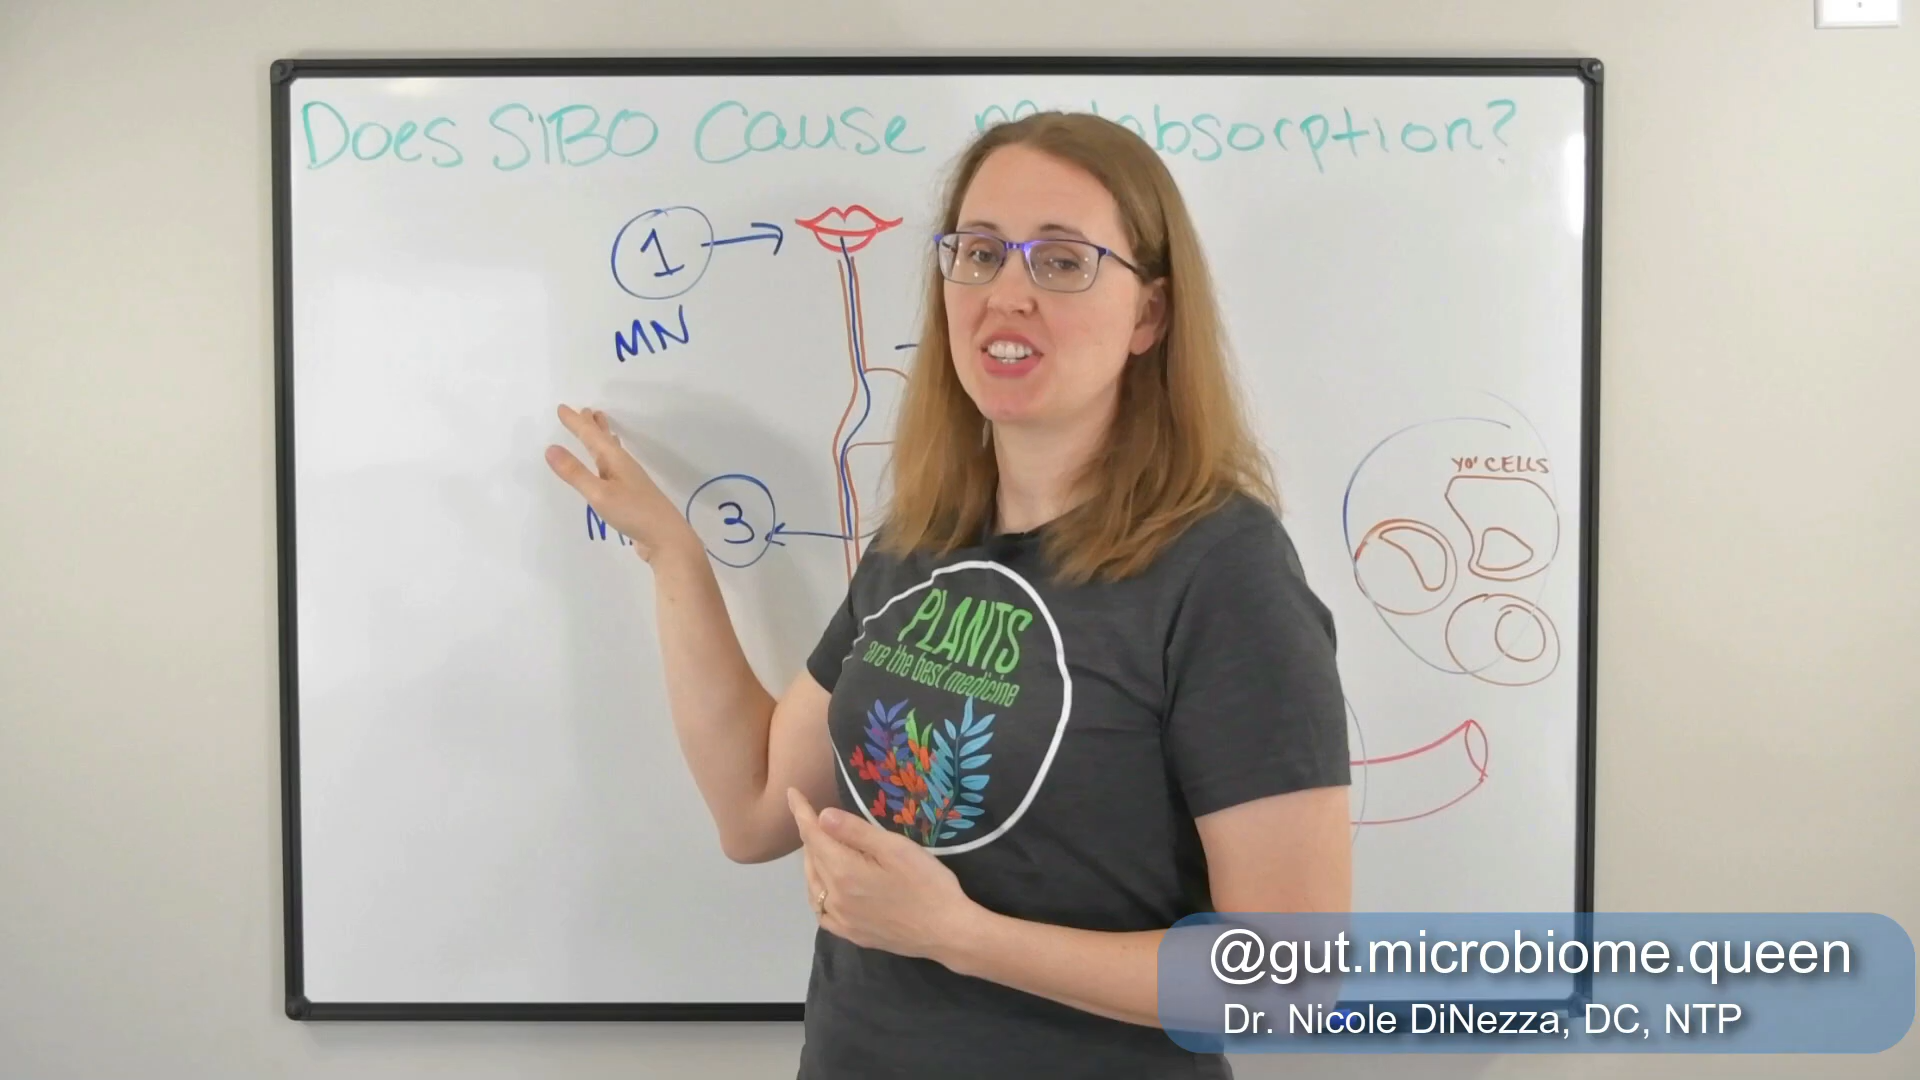 Does SIBO Cause absorption?
1
MN
3
YO' CELLS
PLANTS
are the best medicine
@gut.microbiome.queen
Dr. Nicole DiNezza, DC, NTP